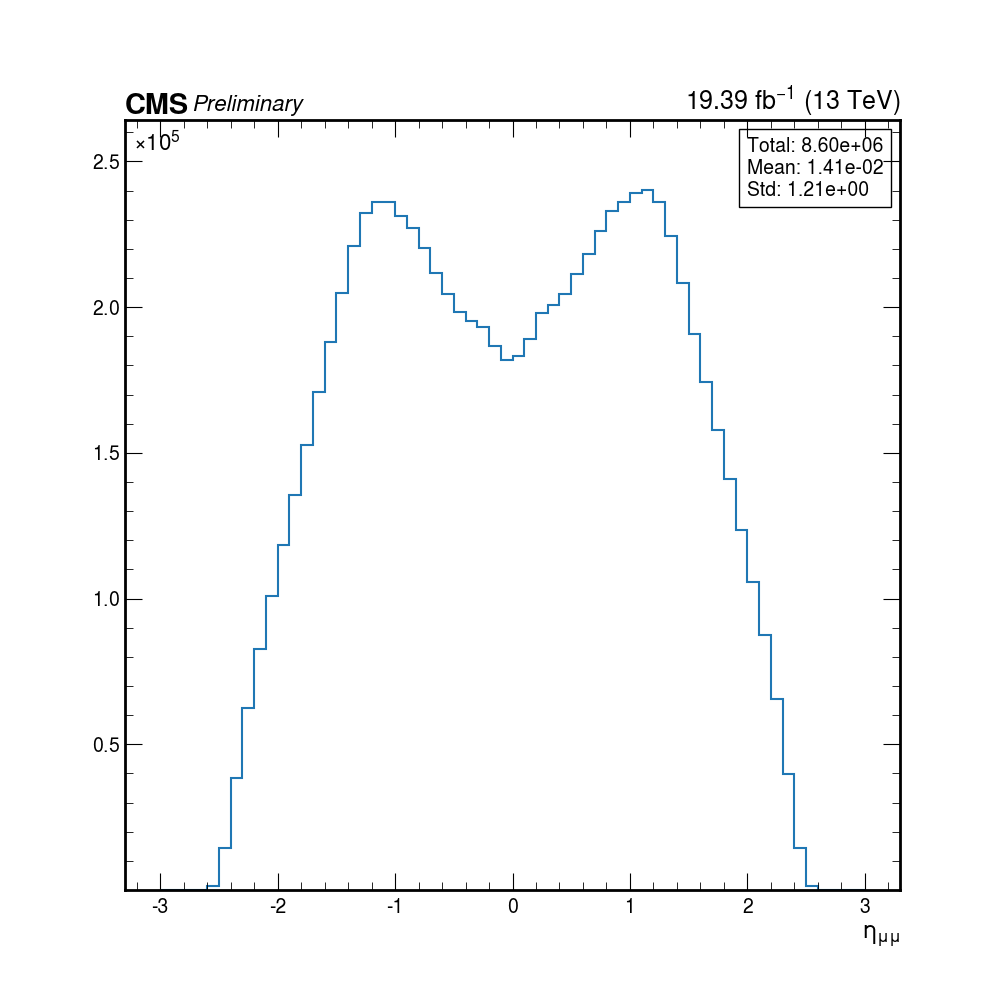 CMS Preliminary
19.39 fb⁻¹ (13 TeV)
×10⁵
Total: 8.60e+06
Mean: 1.41e-02
Std: 1.21e+00
2.5
2.0
1.5
1.0
0.5
-3 -2 -1 0 1 2 3
ημμ